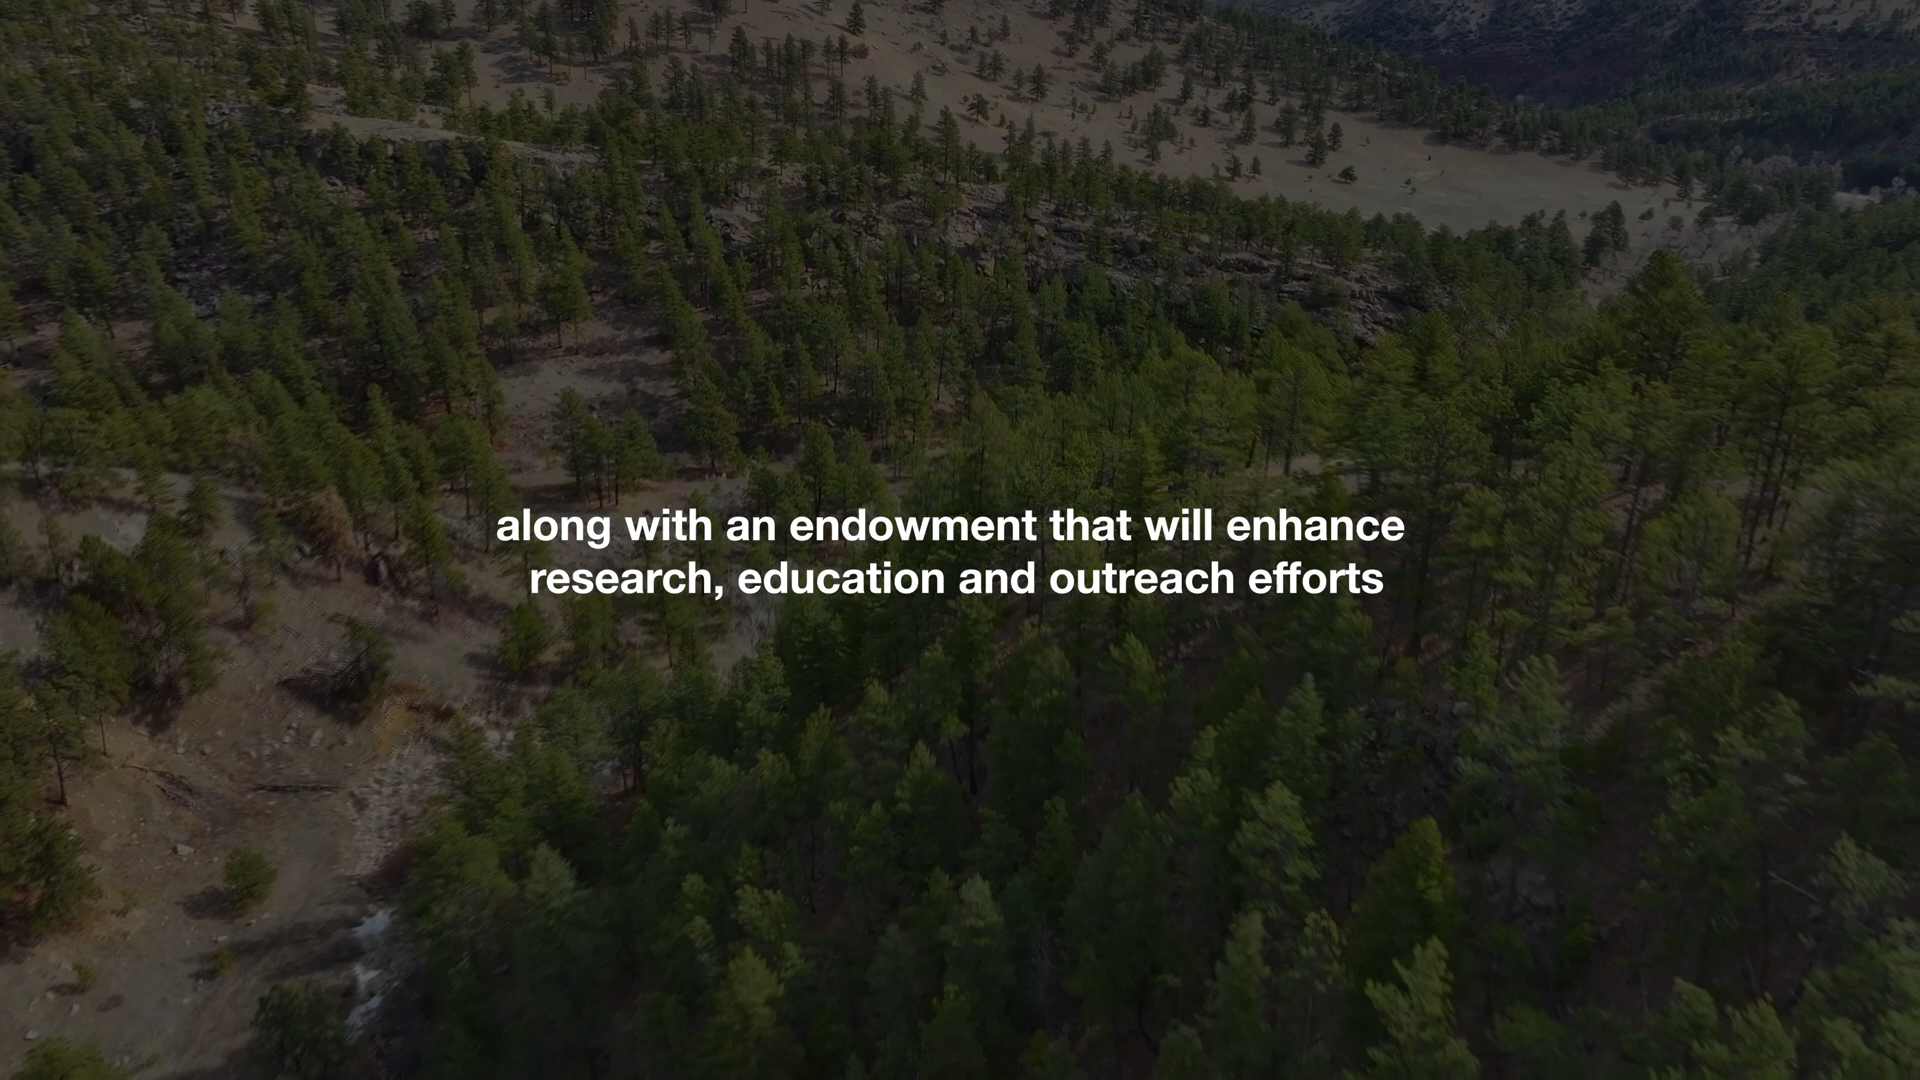 along with an endowment that will enhance
research, education and outreach efforts